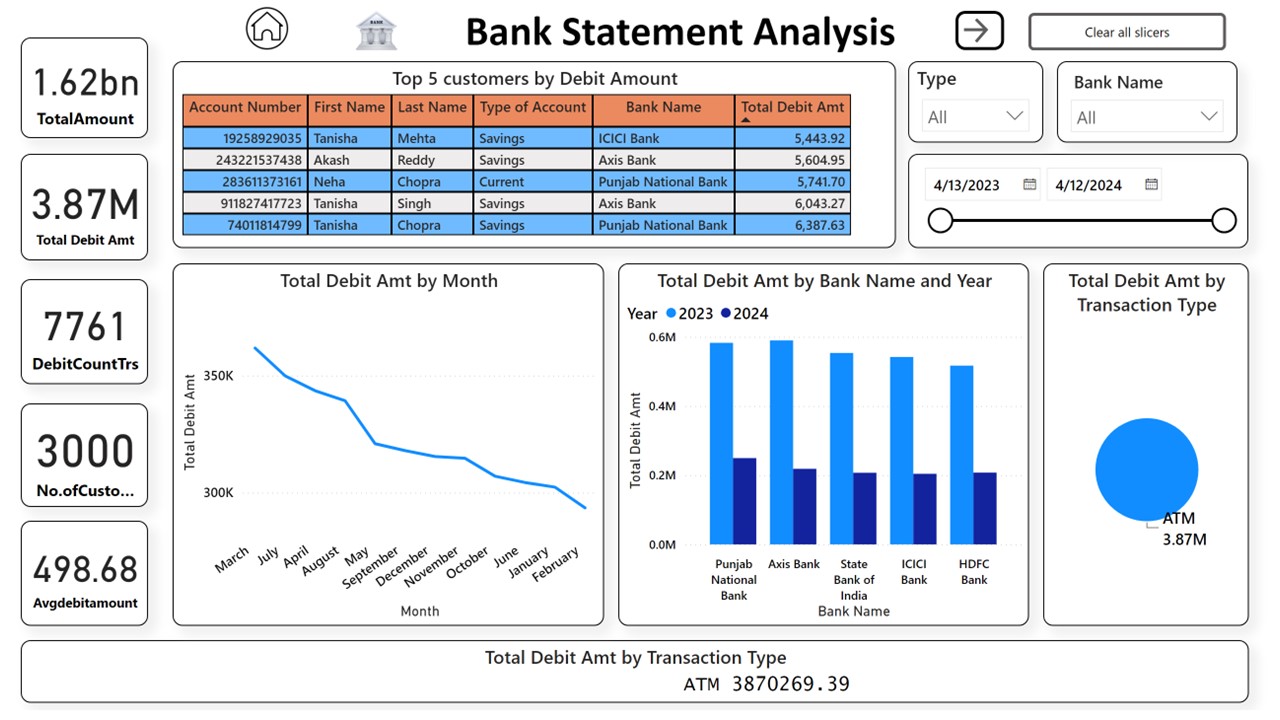 BANK
Bank Statement Analysis
Clear all slicers
1.62bn
TotalAmount
3.87M
Total Debit Amt
7761
DebitCountTrs
3000
No.ofCusto...
498.68
Avgdebitamount
Top 5 customers by Debit Amount
Account Number First Name Last Name Type of Account Bank Name Total Debit Amt
19258929035 Tanisha Mehta Savings ICICI Bank 5,443.92
243221537438 Akash Reddy Savings Axis Bank 5,604.95
283611373161 Neha Chopra Current Punjab National Bank 5,741.70
911827417723 Tanisha Singh Savings Axis Bank 6,043.27
74011814799 Tanisha Chopra Savings Punjab National Bank 6,387.63
Type
All
Bank Name
All
4/13/2023 4/12/2024
Total Debit Amt by Month
Total Debit Amt
350K
300K
March July April August May September December November October June January February
Month
Total Debit Amt by Bank Name and Year
Year 2023 2024
Total Debit Amt
0.6M
0.4M
0.2M
0.0M
Punjab National Bank
Axis Bank
State Bank of India
ICICI Bank
HDFC Bank
Bank Name
Total Debit Amt by
Transaction Type
ATM
3.87M
Total Debit Amt by Transaction Type
ATM 3870269.39